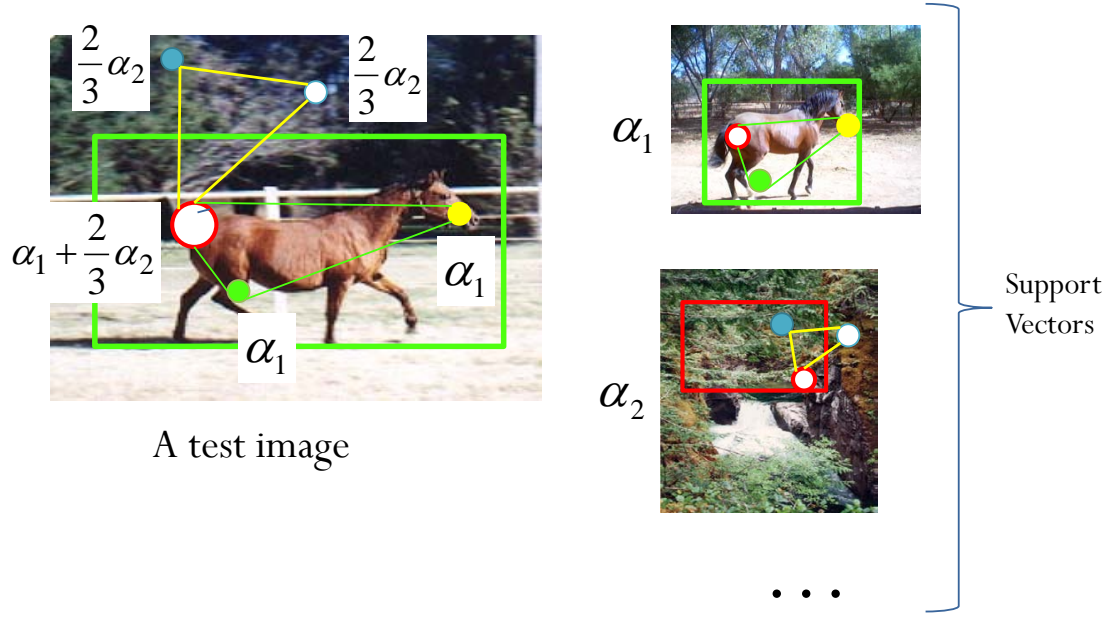 2/3 α₂
2/3 α₂
α₁ + 2/3 α₂
α₁
α₁
A test image
α₁
α₂
. . .
Support
Vectors